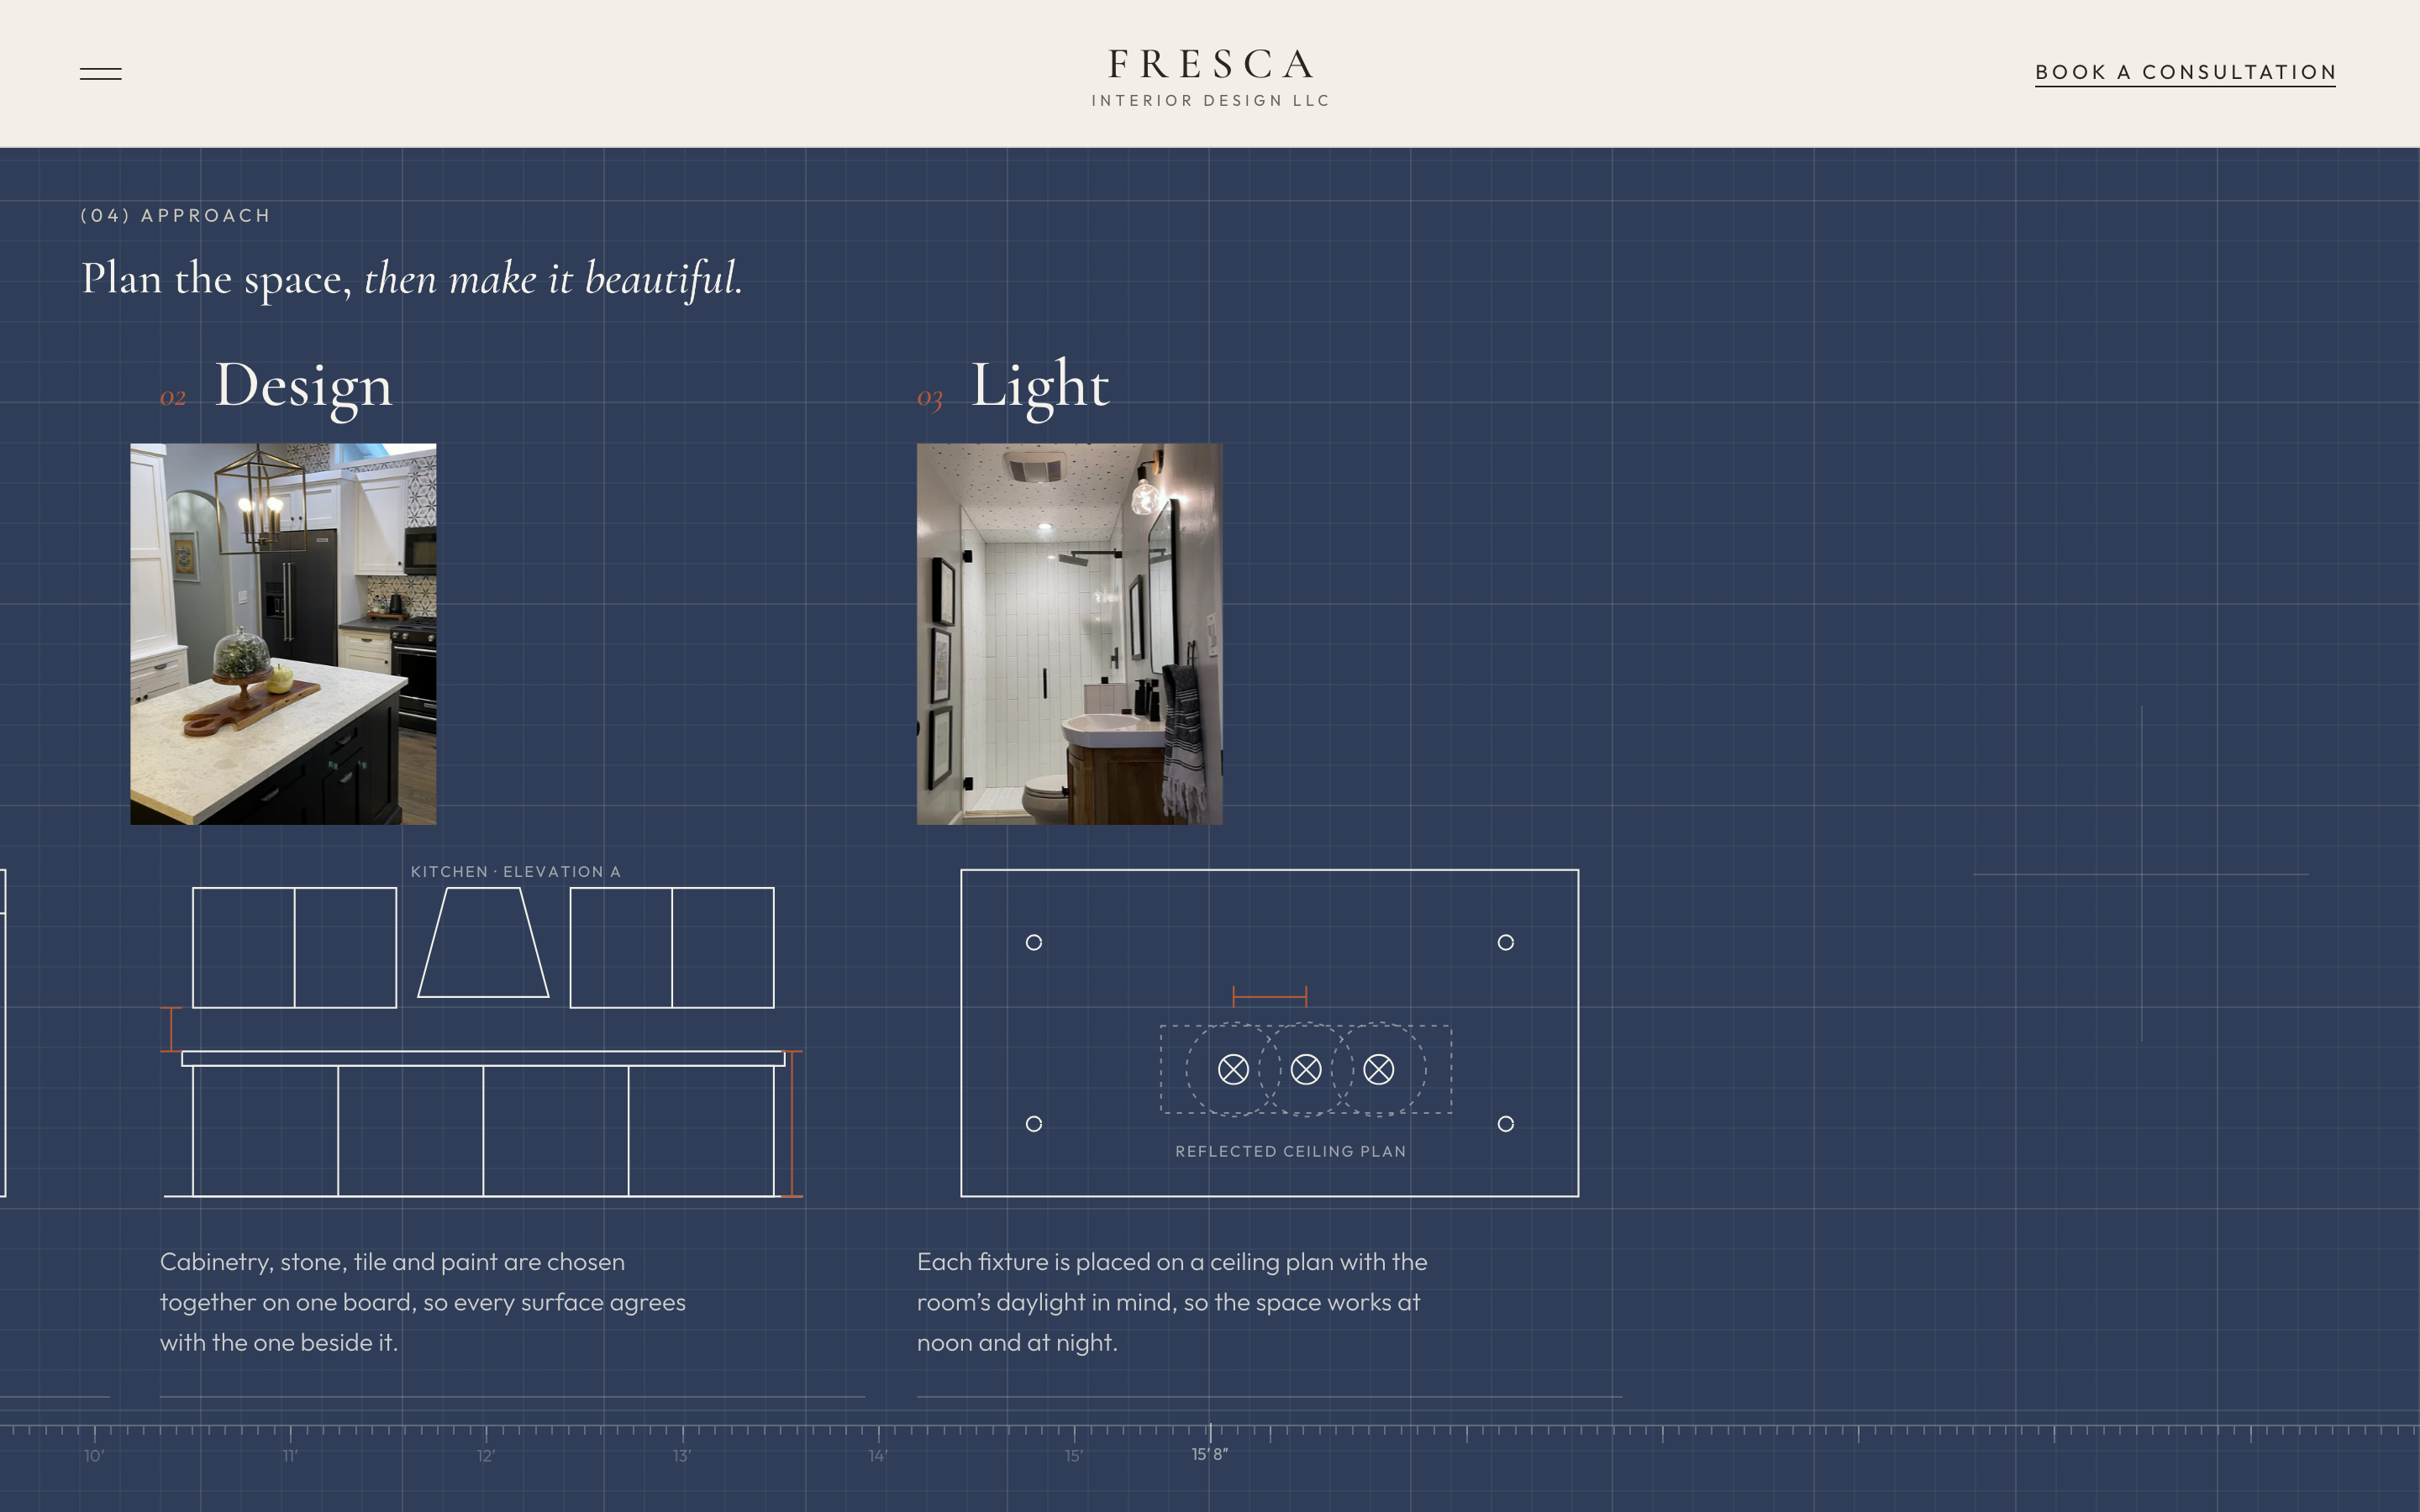 FRESCA
INTERIOR DESIGN LLC
BOOK A CONSULTATION
(04) APPROACH
Plan the space, then make it beautiful.
02 Design
03 Light
KITCHEN · ELEVATION A
REFLECTED CEILING PLAN
Cabinetry, stone, tile and paint are chosen
together on one board, so every surface agrees
with the one beside it.
Each fixture is placed on a ceiling plan with the
room’s daylight in mind, so the space works at
noon and at night.
10′ 11′ 12′ 13′ 14′ 15′ 15′ 8″